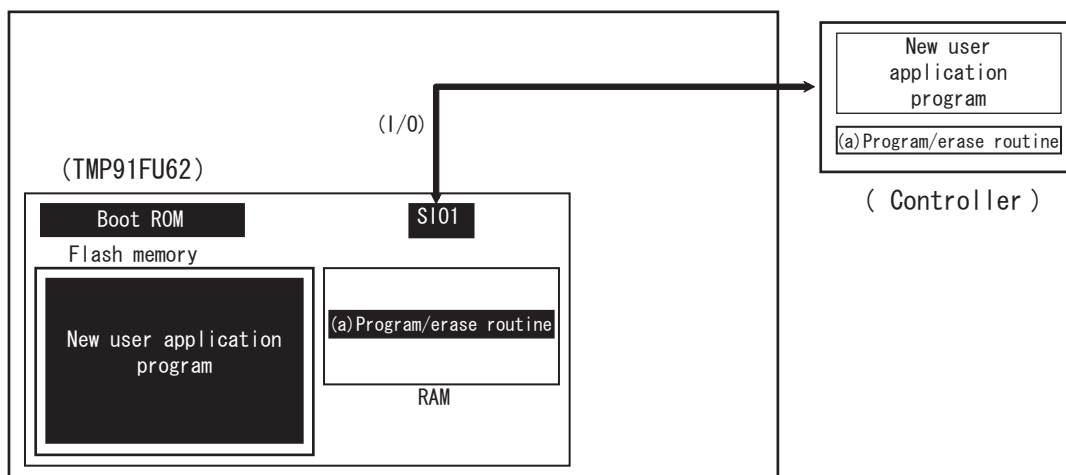 New user
application
program
(I/O)
(a)Program/erase routine
(TMP91FU62)
( Controller )
Boot ROM
SIO1
Flash memory
(a)Program/erase routine
New user application
program
RAM